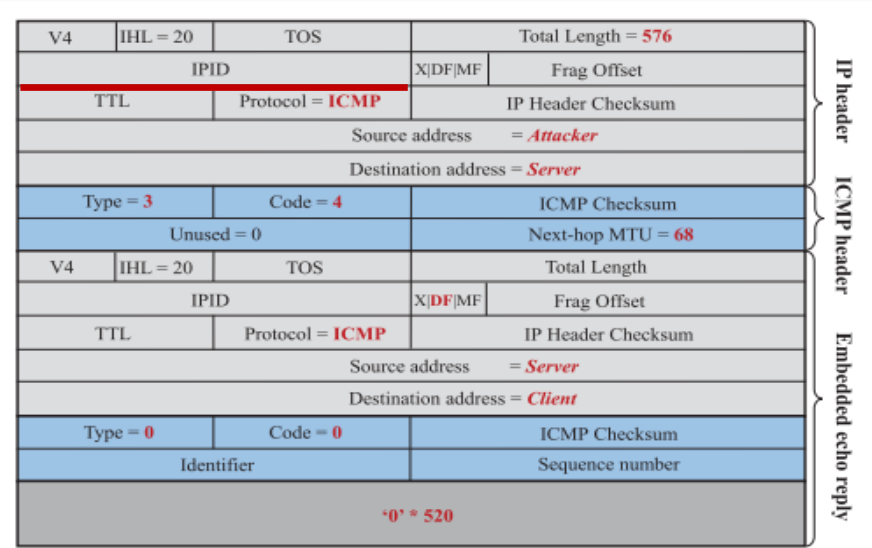 V4 IHL = 20 TOS Total Length = 576
IPID X|DF|MF Frag Offset
TTL Protocol = ICMP IP Header Checksum
Source address = Attacker
Destination address = Server
Type = 3 Code = 4 ICMP Checksum
Unused = 0 Next-hop MTU = 68
V4 IHL = 20 TOS Total Length
IPID X|DF|MF Frag Offset
TTL Protocol = ICMP IP Header Checksum
Source address = Server
Destination address = Client
Type = 0 Code = 0 ICMP Checksum
Identifier Sequence number
‘0’ * 520
IP header
ICMP header
Embedded echo reply